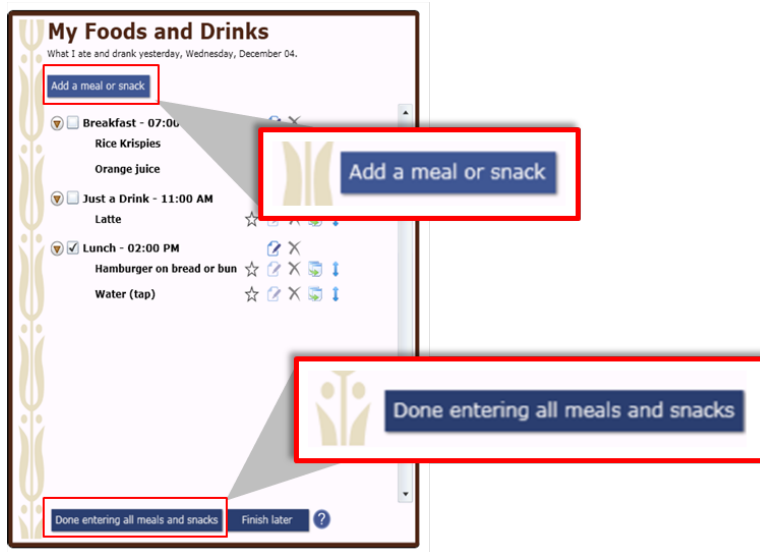 My Foods and Drinks
What I ate and drank yesterday, Wednesday, December 04.
Add a meal or snack
Breakfast - 07:00
Rice Krispies
Add a meal or snack
Orange juice
Just a Drink - 11:00 AM
Latte
Lunch - 02:00 PM
Hamburger on bread or bun
Water (tap)
Done entering all meals and snacks
Done entering all meals and snacks
Finish later
?